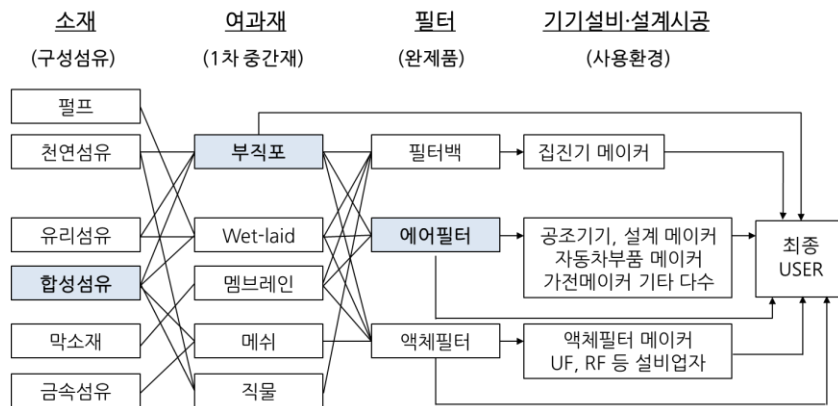 소재
여과재
필터
기기설비·설계시공
(구성섬유)
(1차 중간재)
(완제품)
(사용환경)
펄프
천연섬유
부직포
필터백
집진기 메이커
유리섬유
Wet-laid
에어필터
공조기기, 설계 메이커
자동차부품 메이커
가전메이커 기타 다수
최종
USER
합성섬유
멤브레인
막소재
메쉬
액체필터
액체필터 메이커
UF, RF 등 설비업자
금속섬유
직물